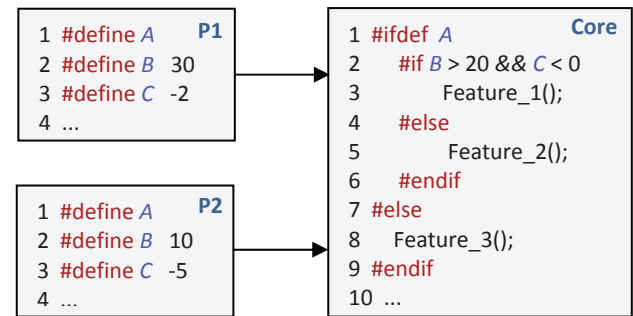 P1
1 #define A
2 #define B 30
3 #define C -2
4 ...
P2
1 #define A
2 #define B 10
3 #define C -5
4 ...
Core
1 #ifdef A
2 #if B > 20 && C < 0
3 Feature_1();
4 #else
5 Feature_2();
6 #endif
7 #else
8 Feature_3();
9 #endif
10 ...